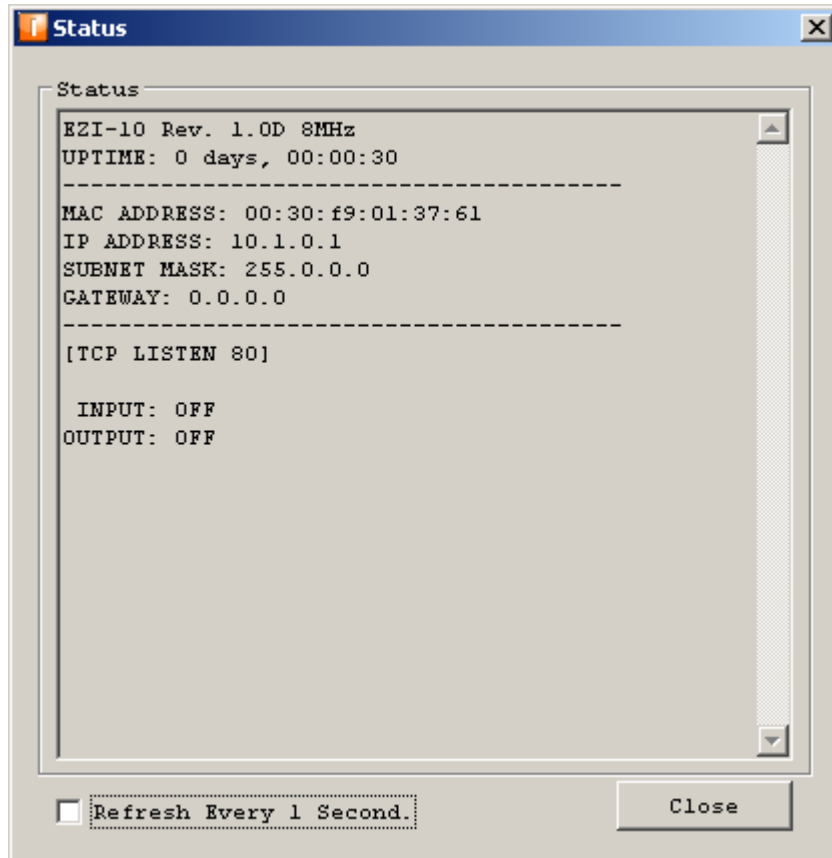 Status
Status
EZI-10 Rev. 1.0D 8MHz
UPTIME: 0 days, 00:00:30
----------------------------------------
MAC ADDRESS: 00:30:f9:01:37:61
IP ADDRESS: 10.1.0.1
SUBNET MASK: 255.0.0.0
GATEWAY: 0.0.0.0
----------------------------------------
[TCP LISTEN 80]
INPUT: OFF
OUTPUT: OFF
Refresh Every 1 Second.
Close